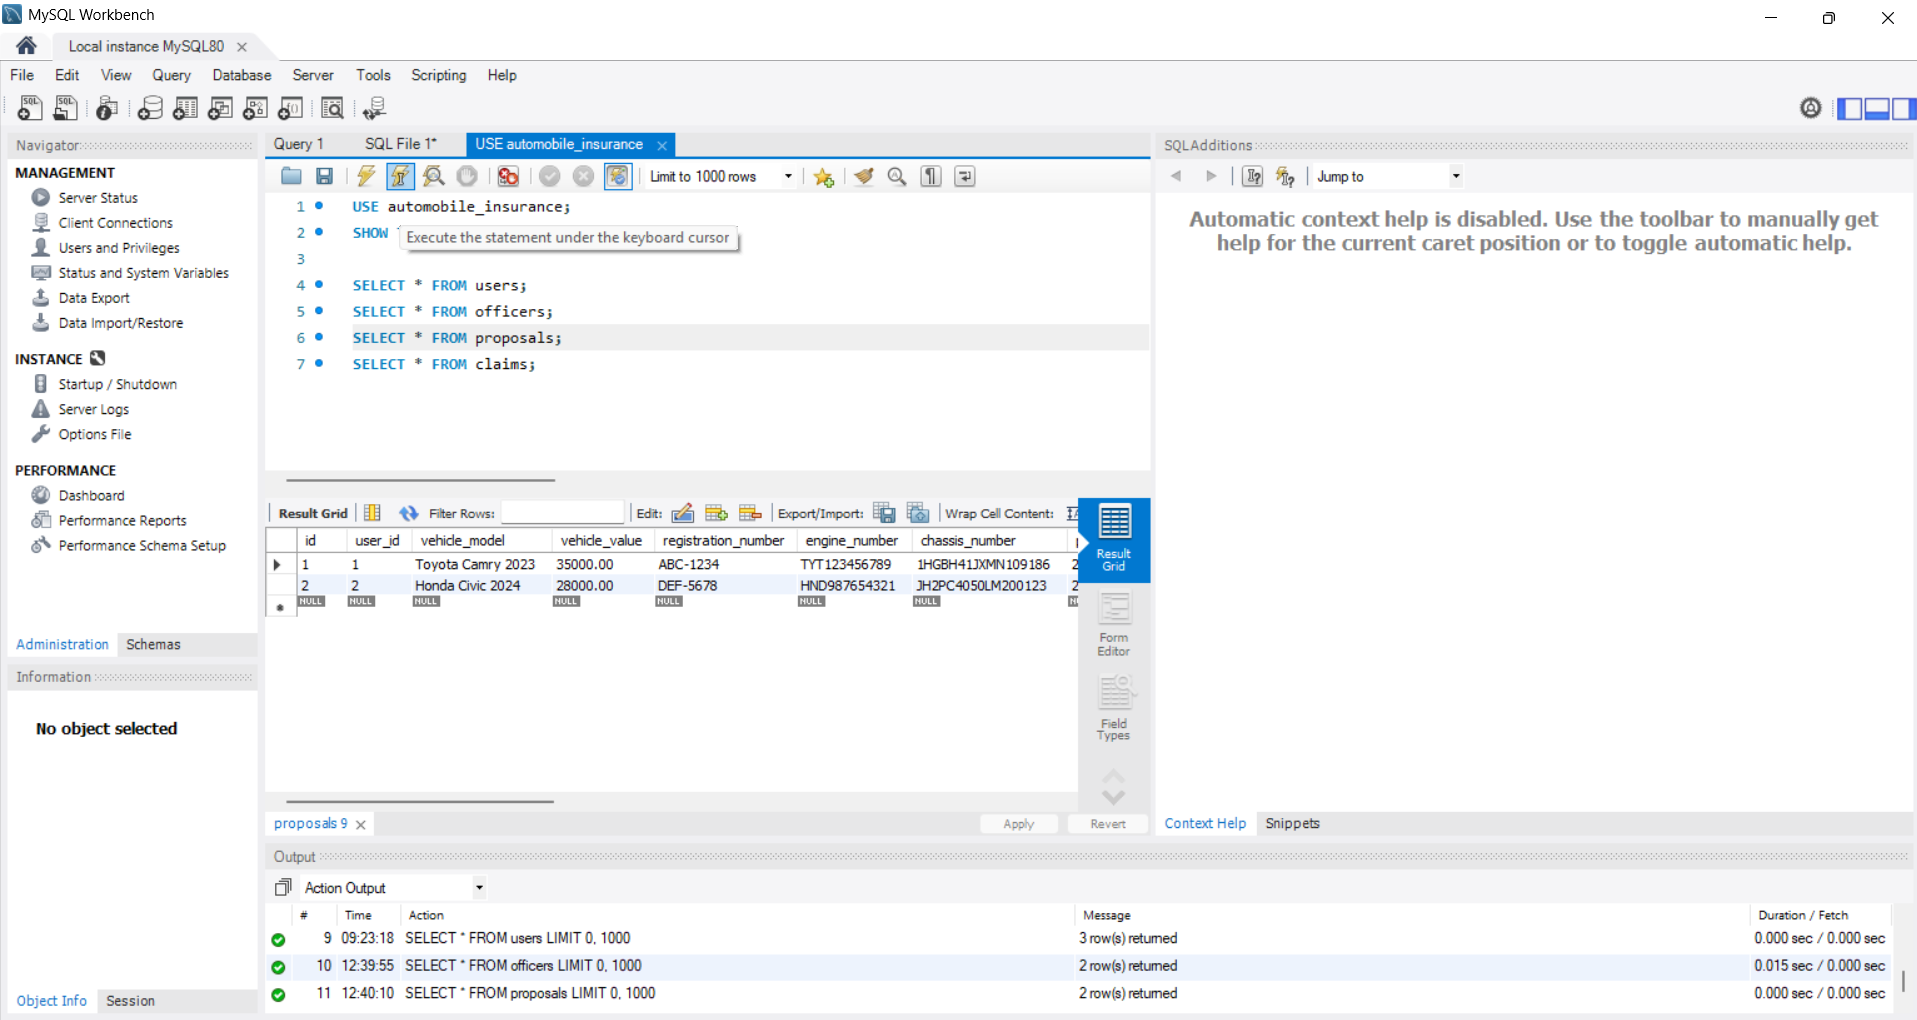 MySQL Workbench
Local instance MySQL80
File Edit View Query Database Server Tools Scripting Help
Navigator
MANAGEMENT
Server Status
Client Connections
Users and Privileges
Status and System Variables
Data Export
Data Import/Restore
INSTANCE
Startup / Shutdown
Server Logs
Options File
PERFORMANCE
Dashboard
Performance Reports
Performance Schema Setup
Administration Schemas
Information
No object selected
Object Info Session
Query 1 SQL File 1* USE automobile_insurance
Limit to 1000 rows
1 USE automobile_insurance;
2 SHOW
Execute the statement under the keyboard cursor
3
4 SELECT * FROM users;
5 SELECT * FROM officers;
6 SELECT * FROM proposals;
7 SELECT * FROM claims;
Result Grid Filter Rows: Edit: Export/Import: Wrap Cell Content:
id user_id vehicle_model vehicle_value registration_number engine_number chassis_number
1 1 Toyota Camry 2023 35000.00 ABC-1234 TYT123456789 1HGBH41JXMN109186 2
2 2 Honda Civic 2024 28000.00 DEF-5678 HND987654321 JH2PC4050LM200123 2
NULL NULL NULL NULL NULL NULL NULL
Result
Grid
Form
Editor
Field
Types
proposals 9 Apply Revert
SQLAdditions
Jump to
Automatic context help is disabled. Use the toolbar to manually get
help for the current caret position or to toggle automatic help.
Context Help Snippets
Output
Action Output
# Time Action Message Duration / Fetch
9 09:23:18 SELECT * FROM users LIMIT 0, 1000 3 row(s) returned 0.000 sec / 0.000 sec
10 12:39:55 SELECT * FROM officers LIMIT 0, 1000 2 row(s) returned 0.015 sec / 0.000 sec
11 12:40:10 SELECT * FROM proposals LIMIT 0, 1000 2 row(s) returned 0.000 sec / 0.000 sec